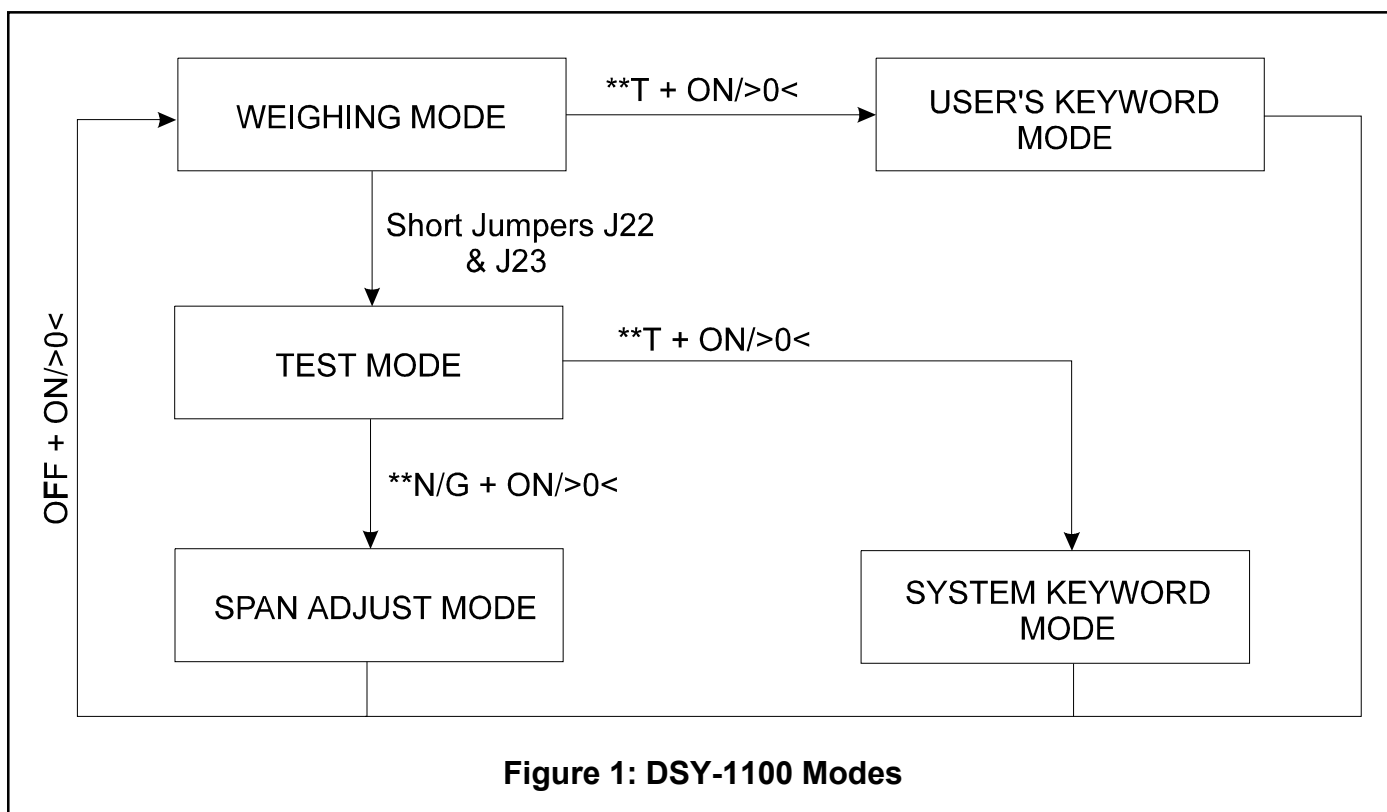 WEIGHING MODE
**T + ON/>0<
USER'S KEYWORD
MODE
Short Jumpers J22
& J23
OFF + ON/>0<
TEST MODE
**T + ON/>0<
**N/G + ON/>0<
SPAN ADJUST MODE
SYSTEM KEYWORD
MODE
Figure 1: DSY-1100 Modes